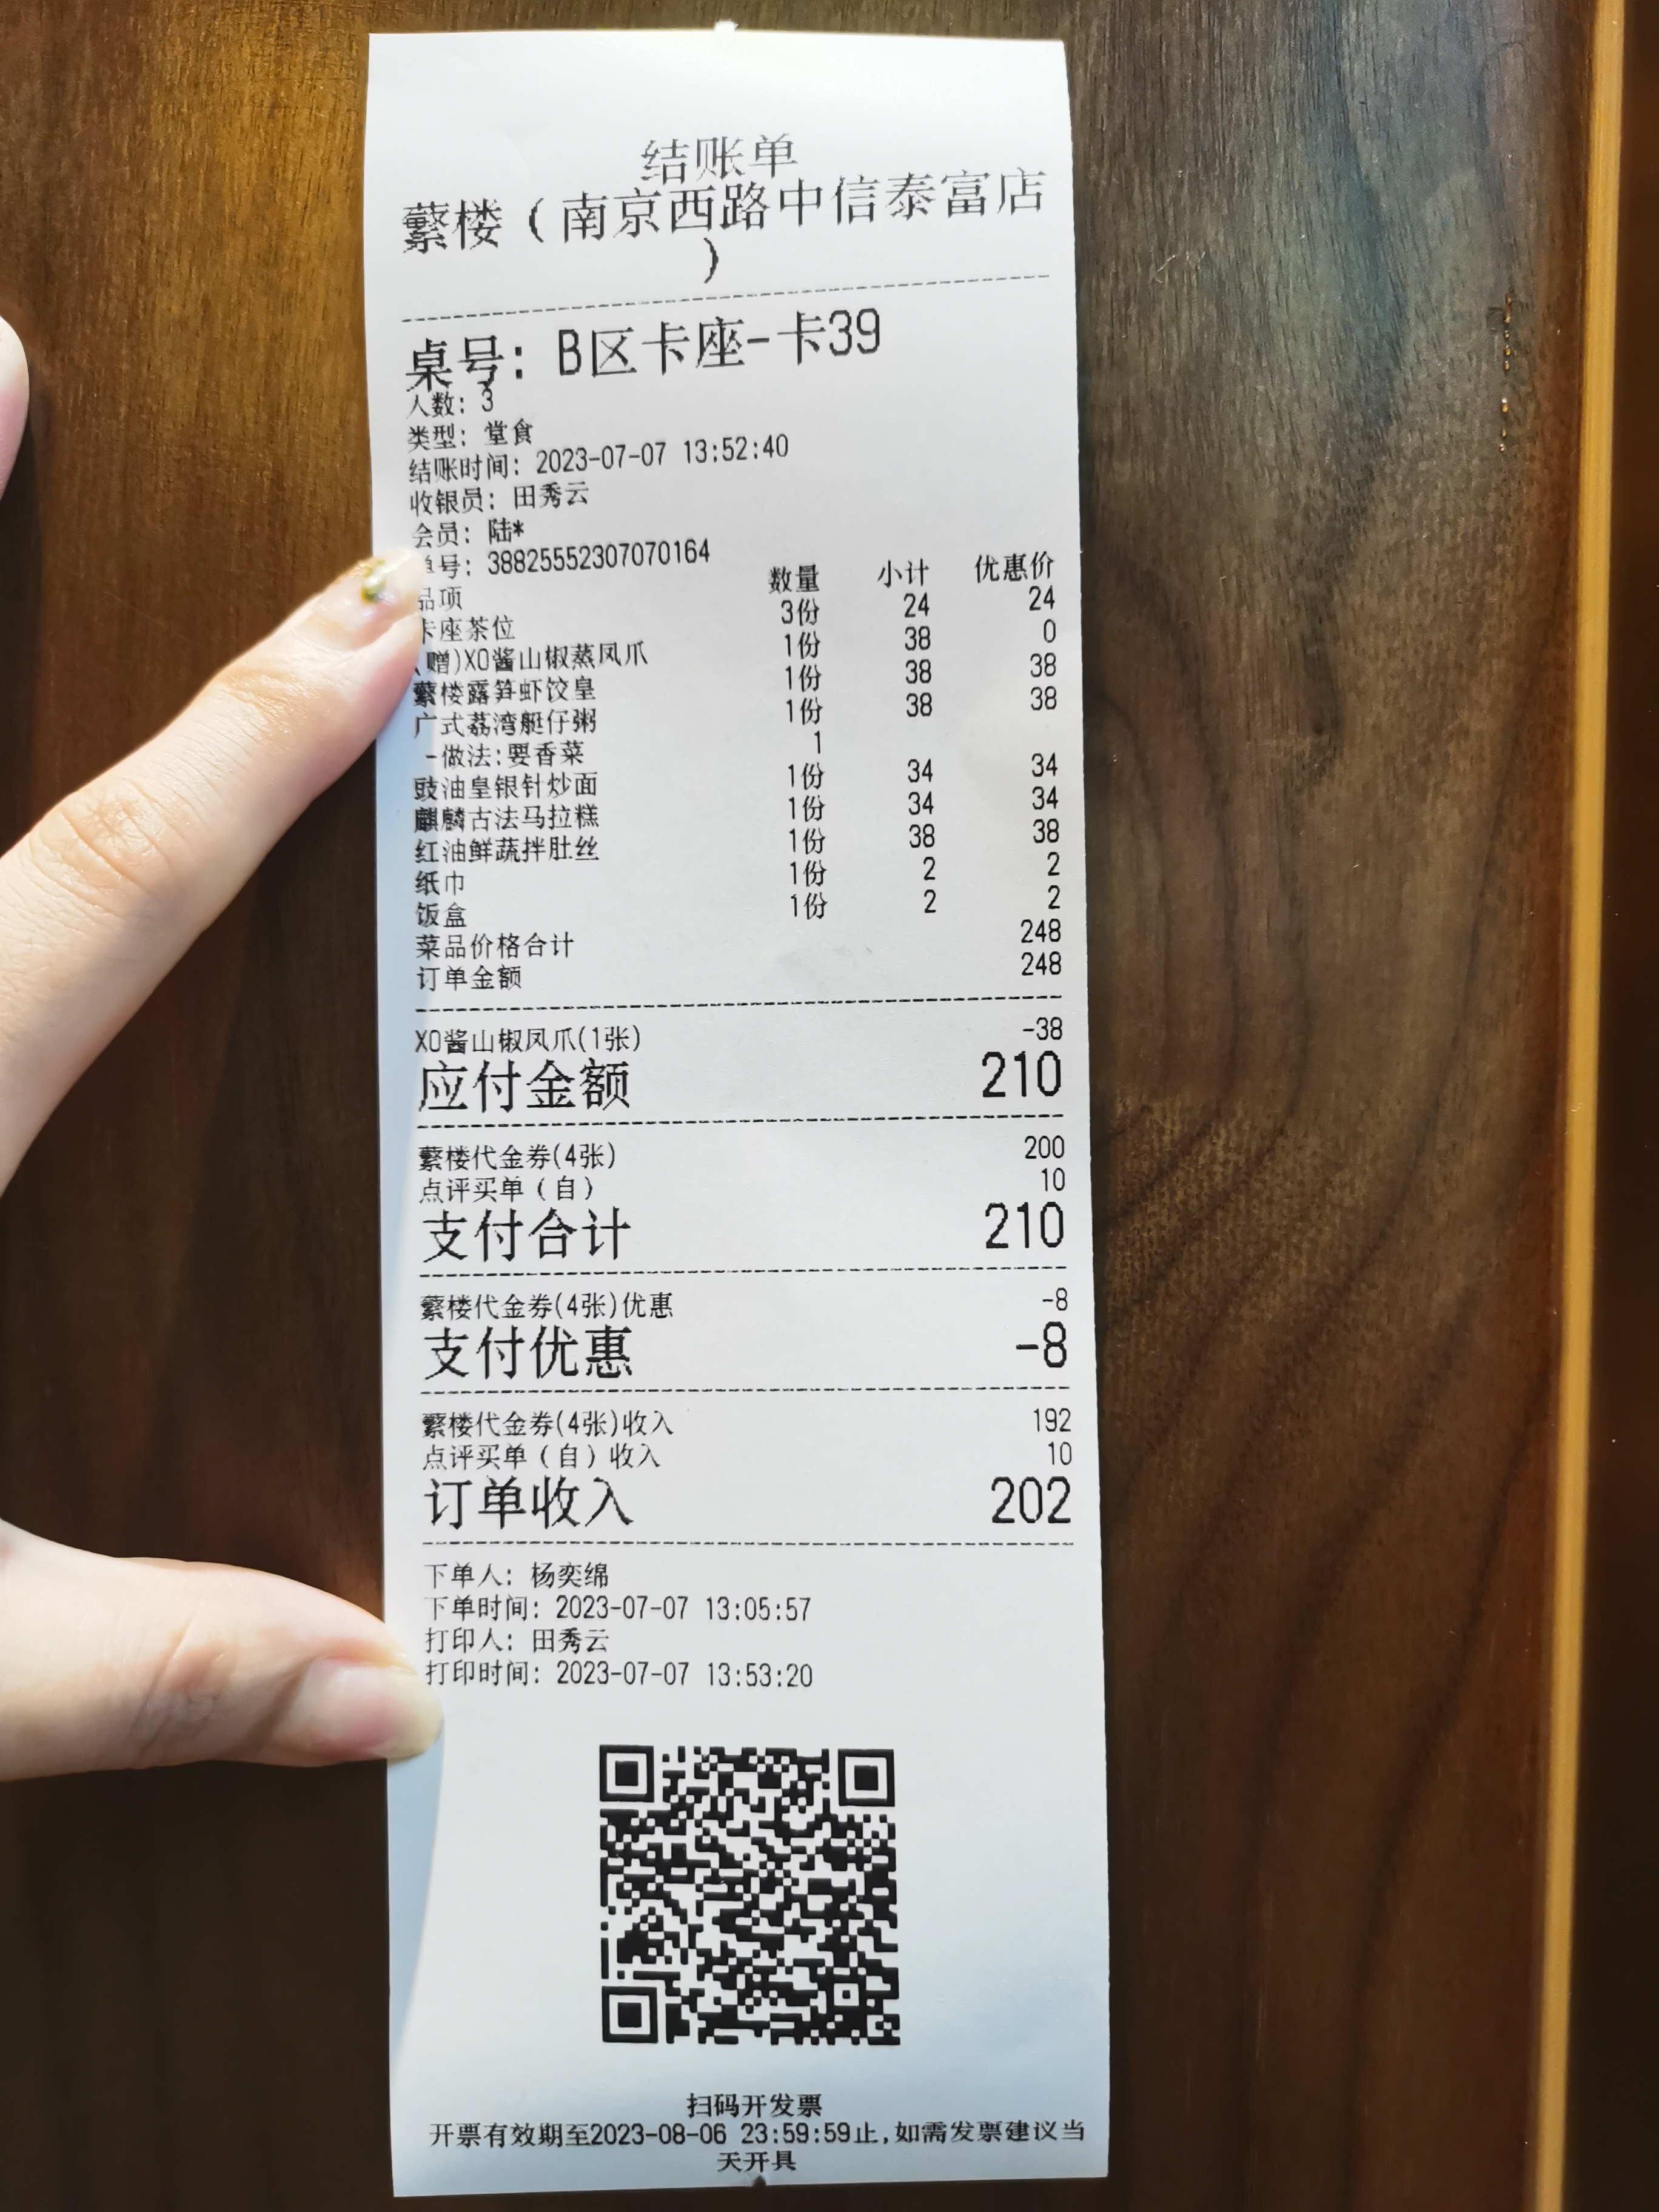 结账单
蘩楼（南京西路中信泰富店
）
桌号：B区卡座-卡39
人数：3
类型：堂食
结账时间：2023-07-07 13:52:40
收银员：田秀云
会员：陆*
单号：38825552307070164
品项 数量 小计 优惠价
卡座茶位 3份 24 24
(赠)XO酱山椒蒸凤爪 1份 38 0
蘩楼露笋虾饺皇 1份 38 38
广式荔湾艇仔粥 1份 38 38
-做法:要香菜 1
豉油皇银针炒面 1份 34 34
麒麟古法马拉糕 1份 34 34
红油鲜蔬拌肚丝 1份 38 38
纸巾 1份 2 2
饭盒 1份 2 2
菜品价格合计 248
订单金额 248
XO酱山椒凤爪(1张) -38
应付金额 210
蘩楼代金券(4张) 200
点评买单（自） 10
支付合计 210
蘩楼代金券(4张)优惠 -8
支付优惠 -8
蘩楼代金券(4张)收入 192
点评买单（自）收入 10
订单收入 202
下单人：杨奕绵
下单时间：2023-07-07 13:05:57
打印人：田秀云
打印时间：2023-07-07 13:53:20
扫码开发票
开票有效期至2023-08-06 23:59:59止,如需发票建议当
天开具